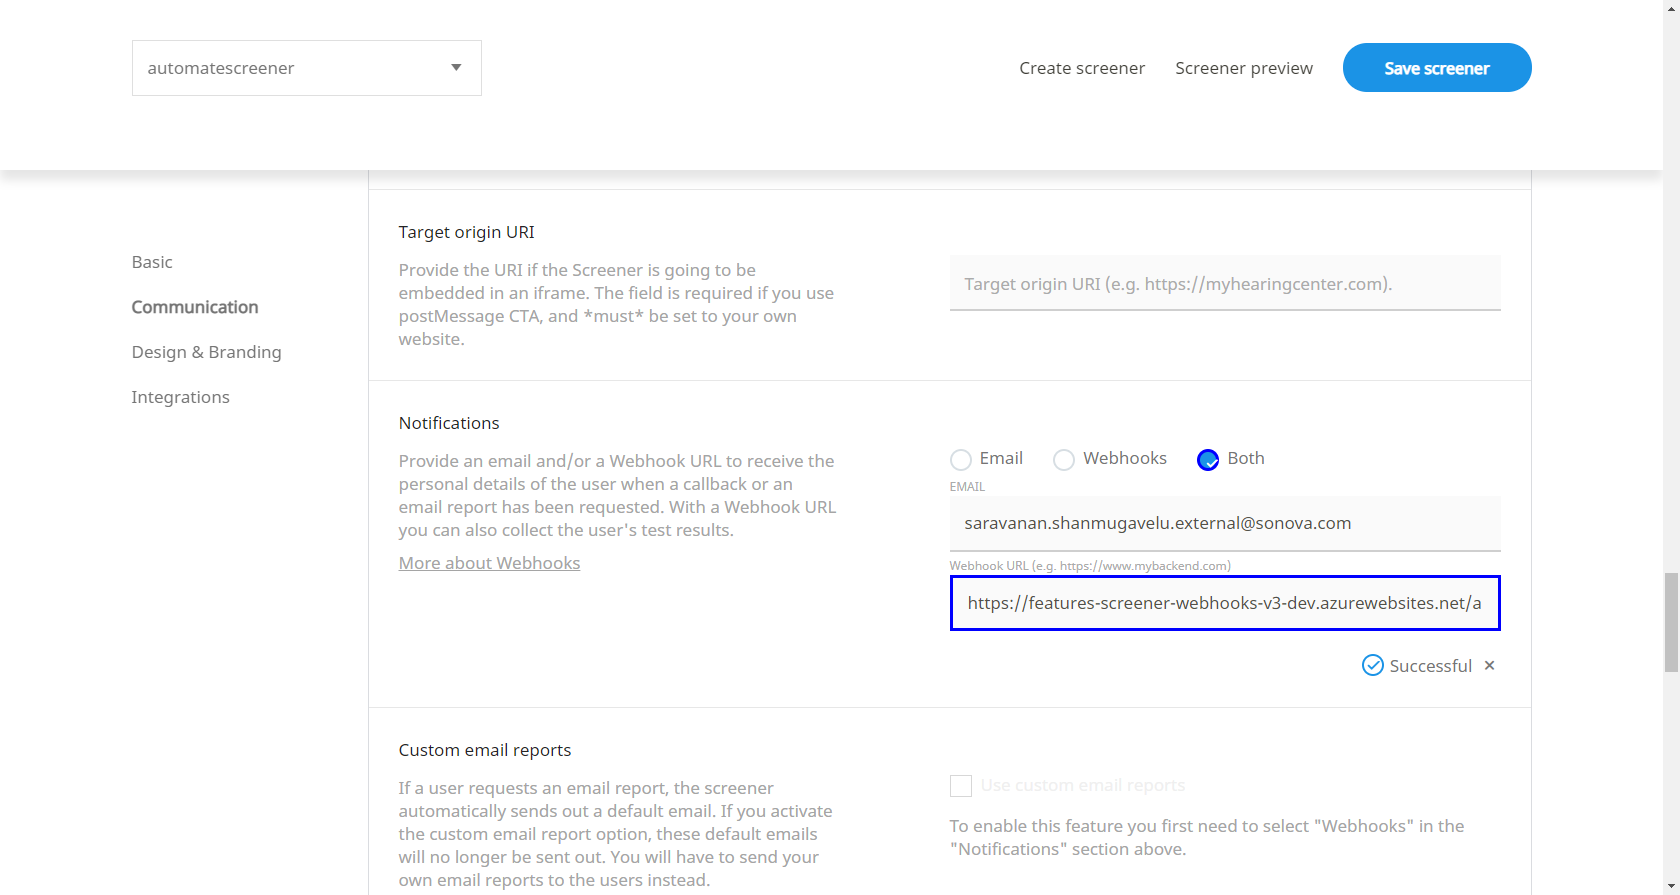 automatescreener
Create screener
Screener preview
Save screener
Basic
Communication
Design & Branding
Integrations
Target origin URI
Provide the URI if the Screener is going to be
embedded in an iframe. The field is required if you use
postMessage CTA, and *must* be set to your own
website.
Target origin URI (e.g. https://myhearingcenter.com).
Notifications
Provide an email and/or a Webhook URL to receive the
personal details of the user when a callback or an
email report has been requested. With a Webhook URL
you can also collect the user's test results.
More about Webhooks
Email
Webhooks
Both
EMAIL
saravanan.shanmugavelu.external@sonova.com
Webhook URL (e.g. https://www.mybackend.com)
https://features-screener-webhooks-v3-dev.azurewebsites.net/a
Successful
Custom email reports
If a user requests an email report, the screener
automatically sends out a default email. If you activate
the custom email report option, these default emails
will no longer be sent out. You will have to send your
own email reports to the users instead.
Use custom email reports
To enable this feature you first need to select "Webhooks" in the
"Notifications" section above.